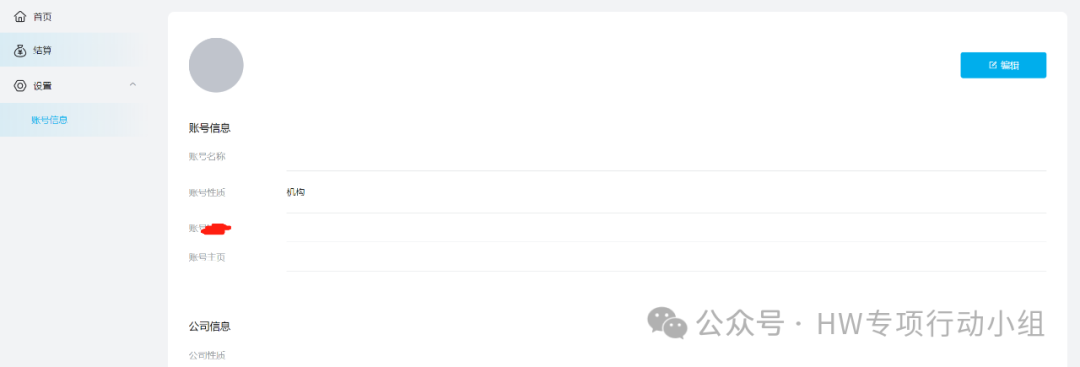 首页
结算
设置
账号信息
编辑
账号信息
账号名称
账号性质
机构
账号
账号主页
公司信息
公司性质
公众号 · HW专项行动小组